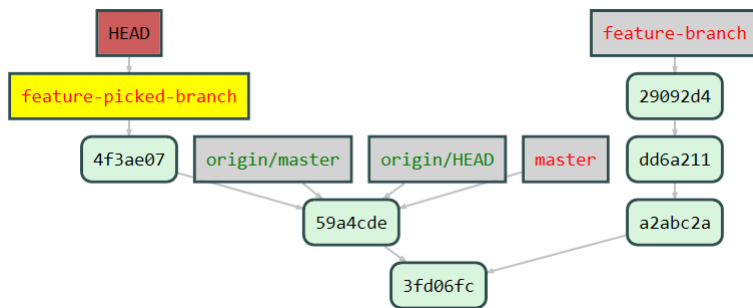 HEAD
feature-branch
feature-picked-branch
29092d4
4f3ae07
origin/master
origin/HEAD
master
dd6a211
59a4cde
a2abc2a
3fd06fc